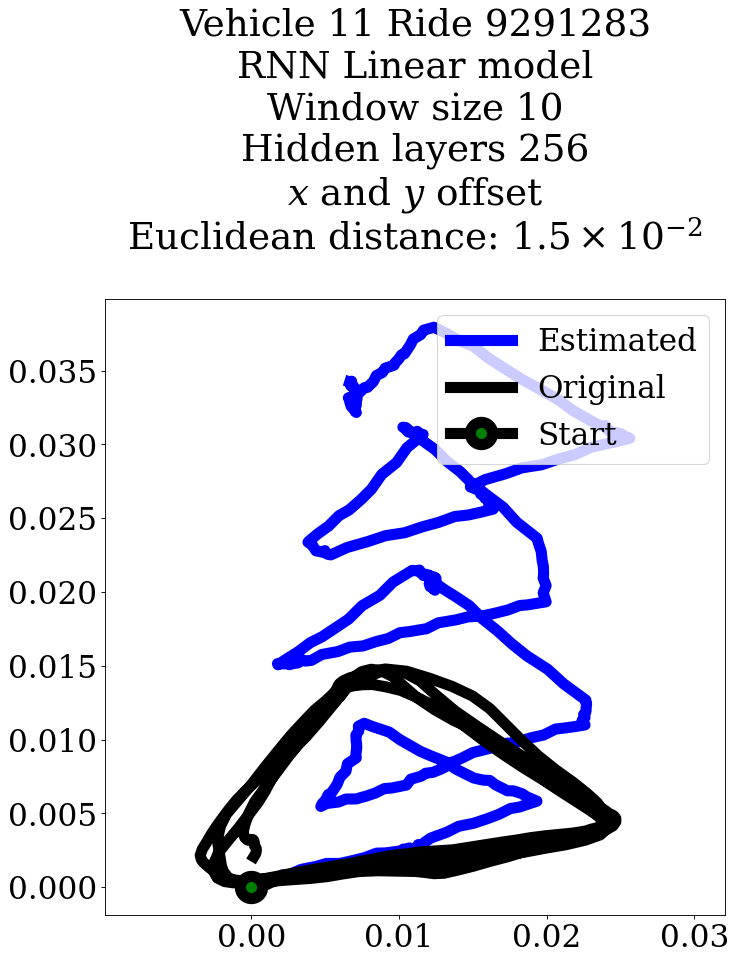 Vehicle 11 Ride 9291283
RNN Linear model
Window size 10
Hidden layers 256
x and y offset
Euclidean distance: 1.5 × 10⁻²
Estimated
Original
Start
0.035
0.030
0.025
0.020
0.015
0.010
0.005
0.000
0.00 0.01 0.02 0.03